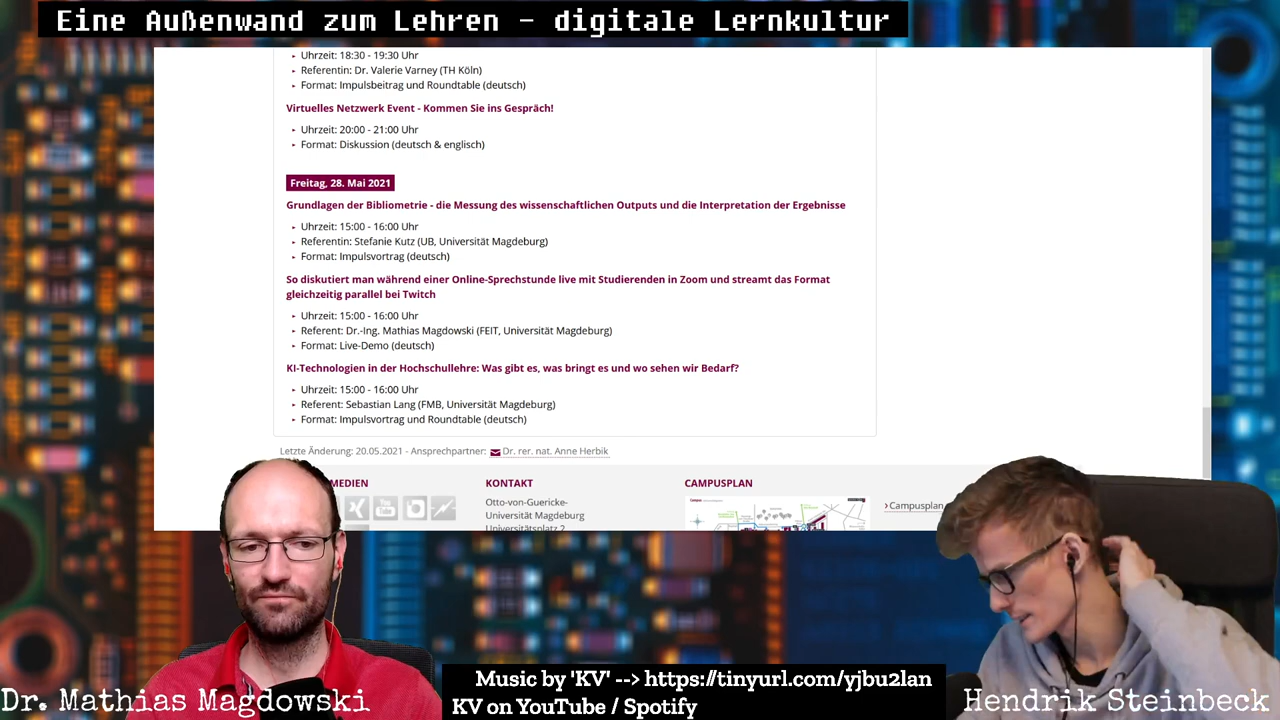 Eine Außenwand zum Lehren - digitale Lernkultur
Uhrzeit: 18:30 - 19:30 Uhr
Referentin: Dr. Valerie Varney (TH Köln)
Format: Impulsbeitrag und Roundtable (deutsch)
Virtuelles Netzwerk Event - Kommen Sie ins Gespräch!
Uhrzeit: 20:00 - 21:00 Uhr
Format: Diskussion (deutsch & englisch)
Freitag, 28. Mai 2021
Grundlagen der Bibliometrie - die Messung des wissenschaftlichen Outputs und die Interpretation der Ergebnisse
Uhrzeit: 15:00 - 16:00 Uhr
Referentin: Stefanie Kutz (UB, Universität Magdeburg)
Format: Impulsvortrag (deutsch)
So diskutiert man während einer Online-Sprechstunde live mit Studierenden in Zoom und streamt das Format
gleichzeitig parallel bei Twitch
Uhrzeit: 15:00 - 16:00 Uhr
Referent: Dr.-Ing. Mathias Magdowski (FEIT, Universität Magdeburg)
Format: Live-Demo (deutsch)
KI-Technologien in der Hochschullehre: Was gibt es, was bringt es und wo sehen wir Bedarf?
Uhrzeit: 15:00 - 16:00 Uhr
Referent: Sebastian Lang (FMB, Universität Magdeburg)
Format: Impulsvortrag und Roundtable (deutsch)
Letzte Änderung: 20.05.2021 - Ansprechpartner: Dr. rer. nat. Anne Herbik
MEDIEN
KONTAKT
CAMPUSPLAN
You Tube
Otto-von-Guericke-
Universität Magdeburg
Universitätsplatz 2
Campusplan
Music by 'KV' --> https://tinyurl.com/yjbu2lan
KV on YouTube / Spotify
Dr. Mathias Magdowski
Hendrik Steinbeck